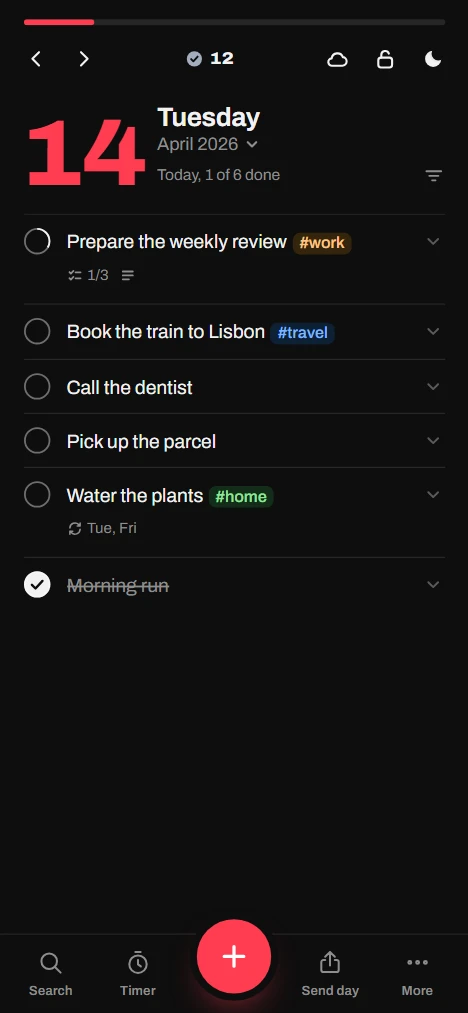 12
14
Tuesday
April 2026
Today, 1 of 6 done
Prepare the weekly review #work
1/3
Book the train to Lisbon #travel
Call the dentist
Pick up the parcel
Water the plants #home
Tue, Fri
Morning run
Search Timer Send day More